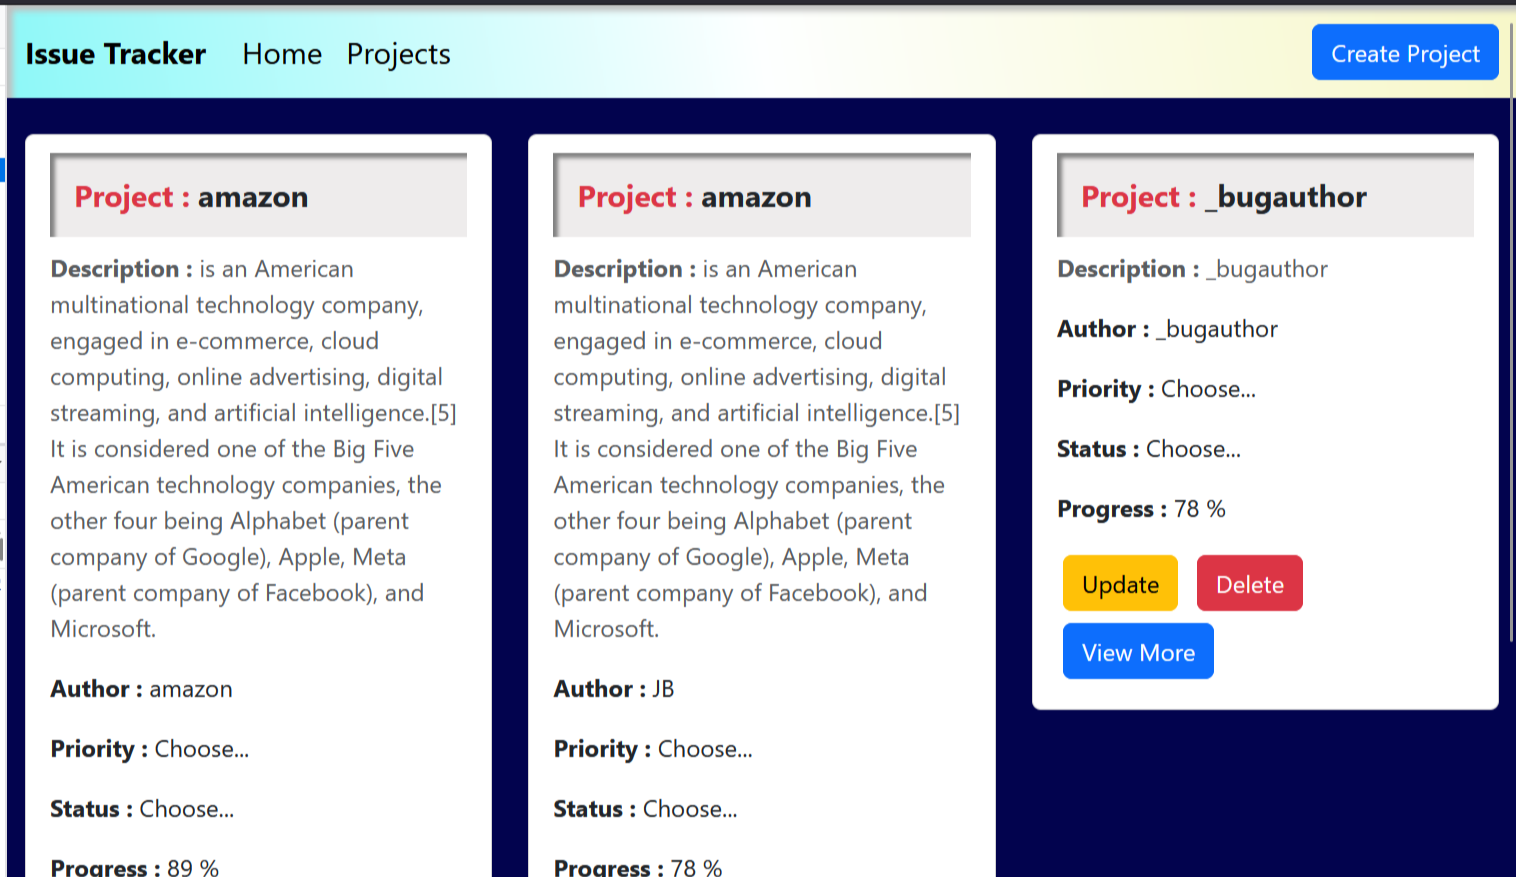 Issue Tracker Home Projects Create Project
Project : amazon
Description : is an American
multinational technology company,
engaged in e-commerce, cloud
computing, online advertising, digital
streaming, and artificial intelligence.[5]
It is considered one of the Big Five
American technology companies, the
other four being Alphabet (parent
company of Google), Apple, Meta
(parent company of Facebook), and
Microsoft.
Author : amazon
Priority : Choose...
Status : Choose...
Progress : 89 %
Project : amazon
Description : is an American
multinational technology company,
engaged in e-commerce, cloud
computing, online advertising, digital
streaming, and artificial intelligence.[5]
It is considered one of the Big Five
American technology companies, the
other four being Alphabet (parent
company of Google), Apple, Meta
(parent company of Facebook), and
Microsoft.
Author : JB
Priority : Choose...
Status : Choose...
Progress : 78 %
Project : _bugauthor
Description : _bugauthor
Author : _bugauthor
Priority : Choose...
Status : Choose...
Progress : 78 %
Update Delete
View More